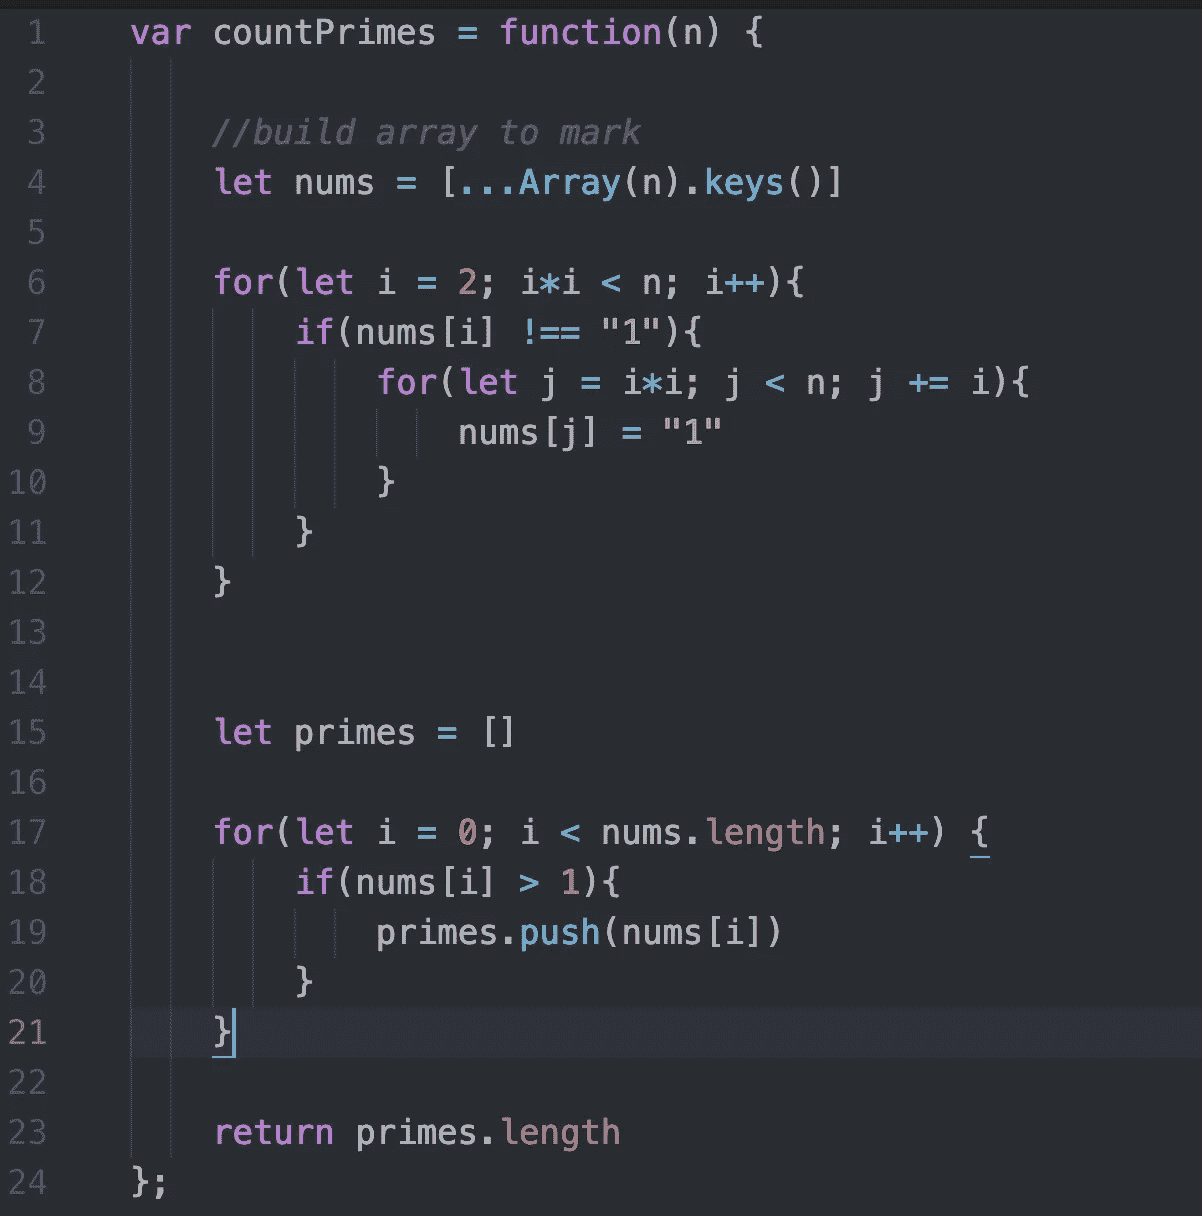 1 var countPrimes = function(n) {
2
3 //build array to mark
4 let nums = [...Array(n).keys()]
5
6 for(let i = 2; i*i < n; i++){
7 if(nums[i] !== "1"){
8 for(let j = i*i; j < n; j += i){
9 nums[j] = "1"
10 }
11 }
12 }
13
14
15 let primes = []
16
17 for(let i = 0; i < nums.length; i++) {
18 if(nums[i] > 1){
19 primes.push(nums[i])
20 }
21 }
22
23 return primes.length
24 };